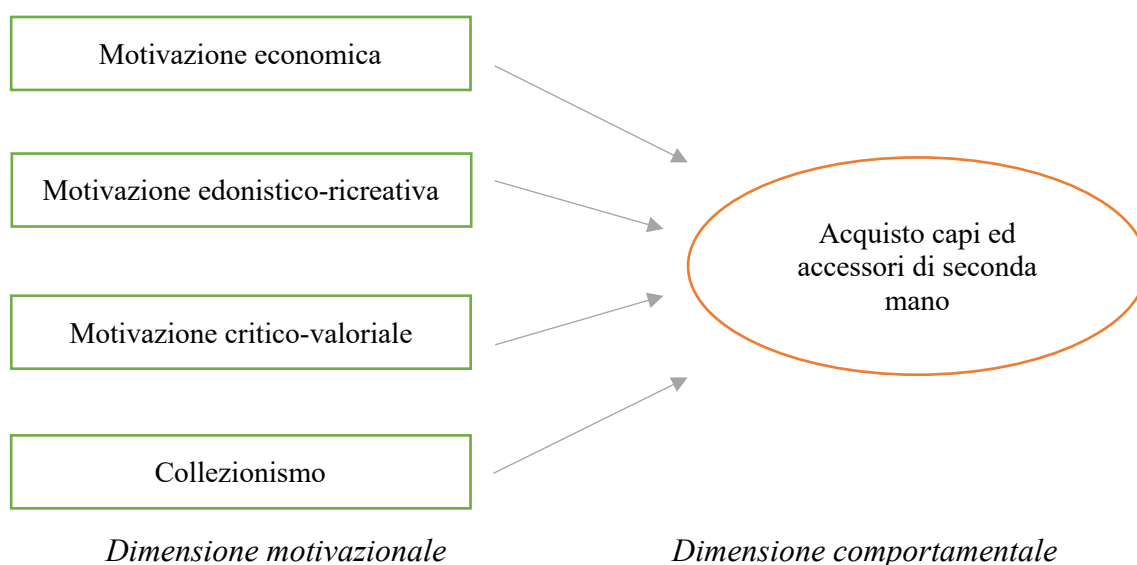 Motivazione economica
Motivazione edonistico-ricreativa
Motivazione critico-valoriale
Collezionismo
Acquisto capi ed
accessori di seconda
mano
Dimensione motivazionale
Dimensione comportamentale